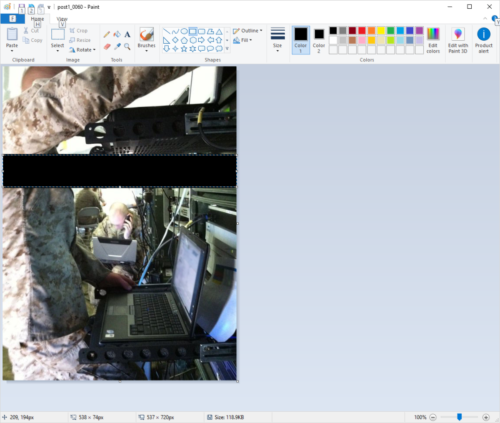 post1_0060 - Paint
Home
View
Paste
Cut
Copy
Clipboard
Select
Crop
Resize
Rotate
Image
Tools
Brushes
Outline
Fill
Shapes
Size
Color 1
Color 2
Colors
Edit colors
Edit with Paint 3D
Product alert
209, 194px
538 × 74px
537 × 720px
Size: 118.9KB
100%